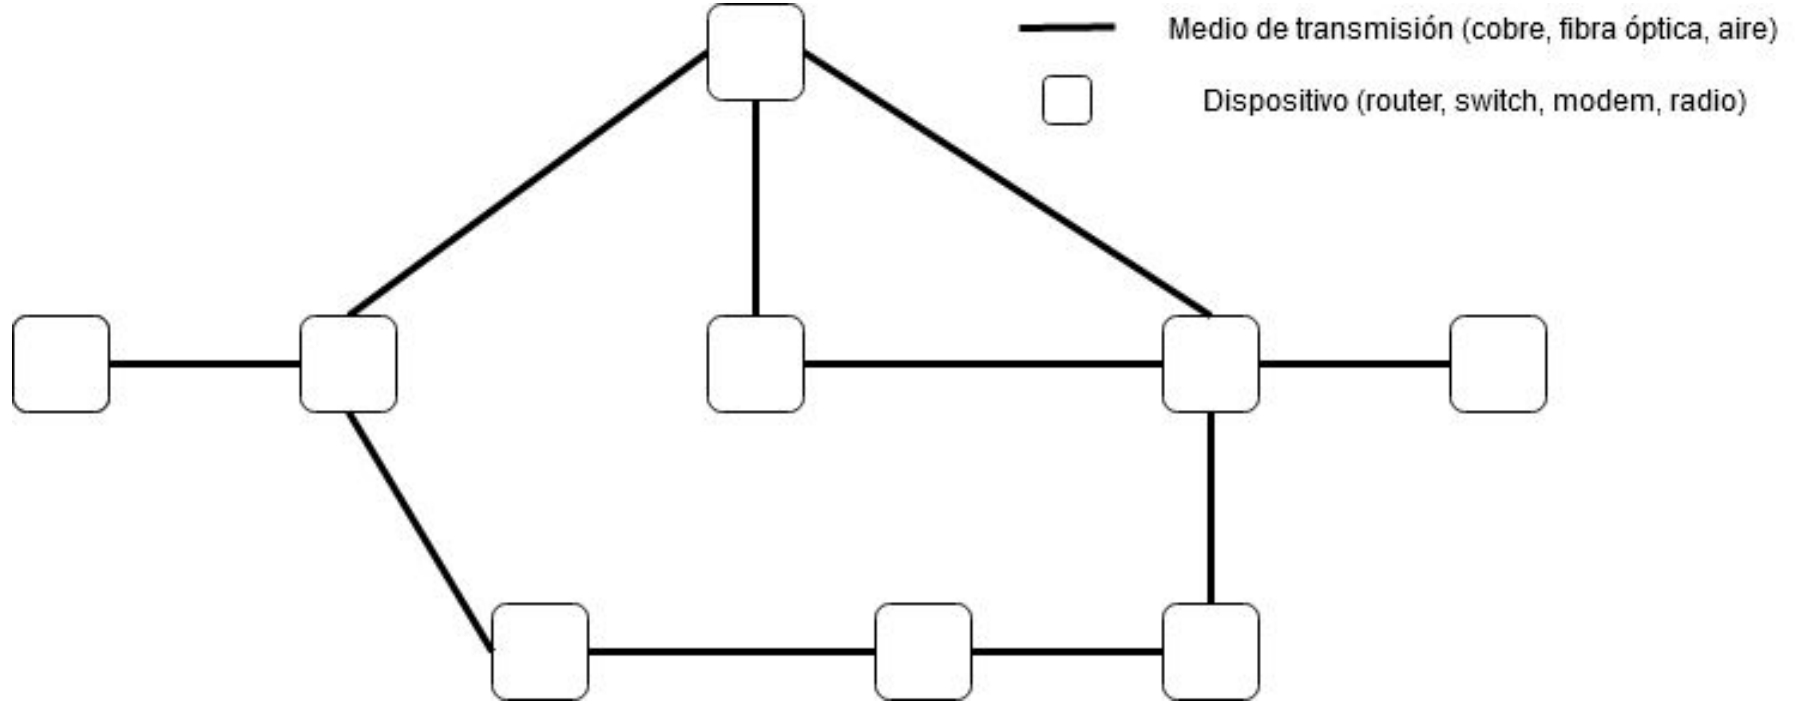 Medio de transmisión (cobre, fibra óptica, aire)
Dispositivo (router, switch, modem, radio)